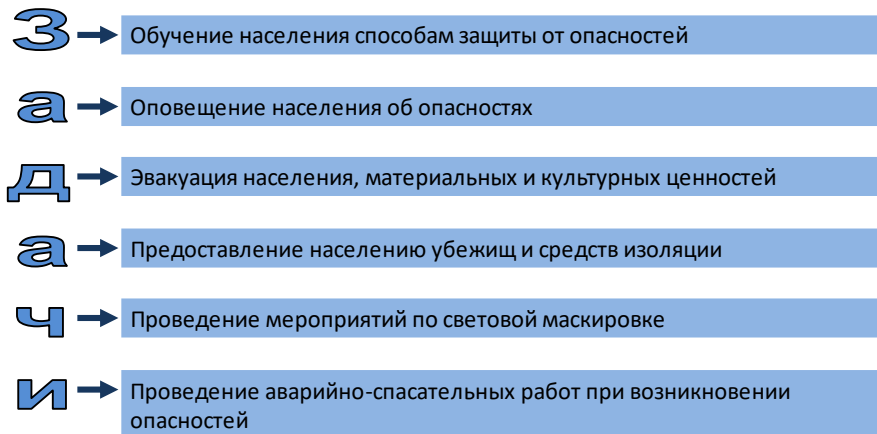 З Обучение населения способам защиты от опасностей
а Оповещение населения об опасностях
д Эвакуация населения, материальных и культурных ценностей
а Предоставление населению убежищ и средств изоляции
ч Проведение мероприятий по световой маскировке
и Проведение аварийно-спасательных работ при возникновении
опасностей